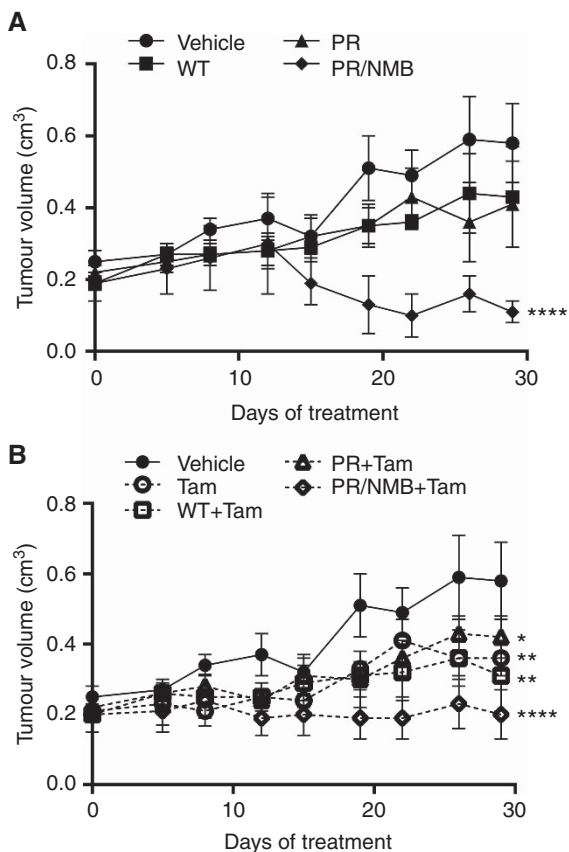 A
Vehicle PR
WT PR/NMB
0.8
0.6
0.4
0.2
0.0
Tumour volume (cm³)
****
0 10 20 30
Days of treatment
B
Vehicle PR+Tam
Tam PR/NMB+Tam
WT+Tam
0.8
0.6
0.4
0.2
0.0
Tumour volume (cm³)
*
**
**
****
0 10 20 30
Days of treatment